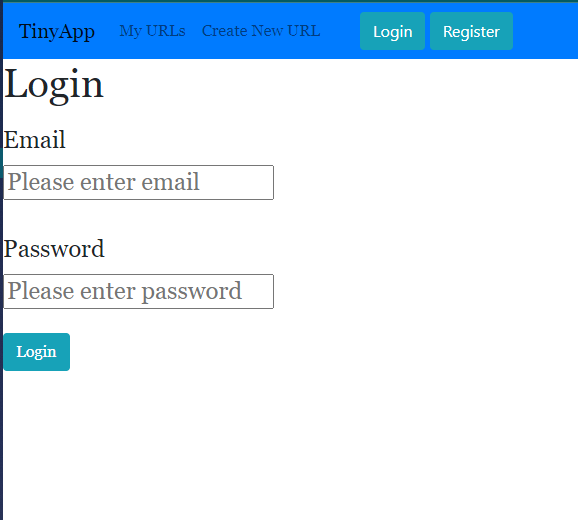 TinyApp My URLs Create New URL Login Register
Login
Email
Please enter email
Password
Please enter password
Login